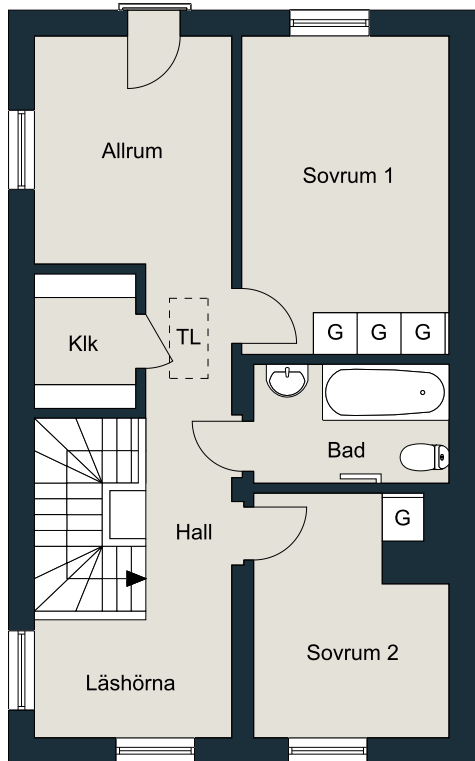 Allrum
Sovrum 1
TL
G G G
Klk
Bad
G
Hall
Sovrum 2
Läshörna